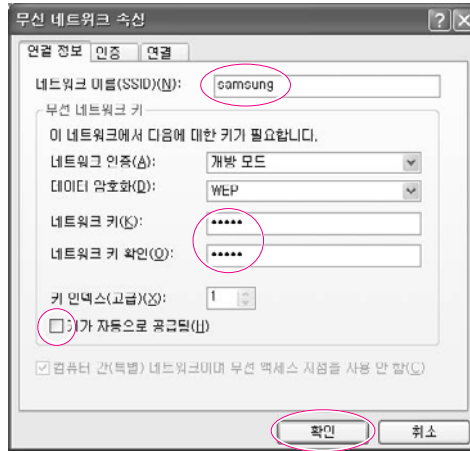 무선 네트워크 속성
연결 정보 인증 연결
네트워크 이름(SSID)(N): samsung
무선 네트워크 키
이 네트워크에서 다음에 대한 키가 필요합니다.
네트워크 인증(A): 개방 모드
데이터 암호화(D): WEP
네트워크 키(K): •••••
네트워크 키 확인(O): •••••
키 인덱스(고급)(X): 1
키가 자동으로 공급됨(H)
컴퓨터 간(특별) 네트워크이며 무선 액세스 지점을 사용 안 함(C)
확인 취소